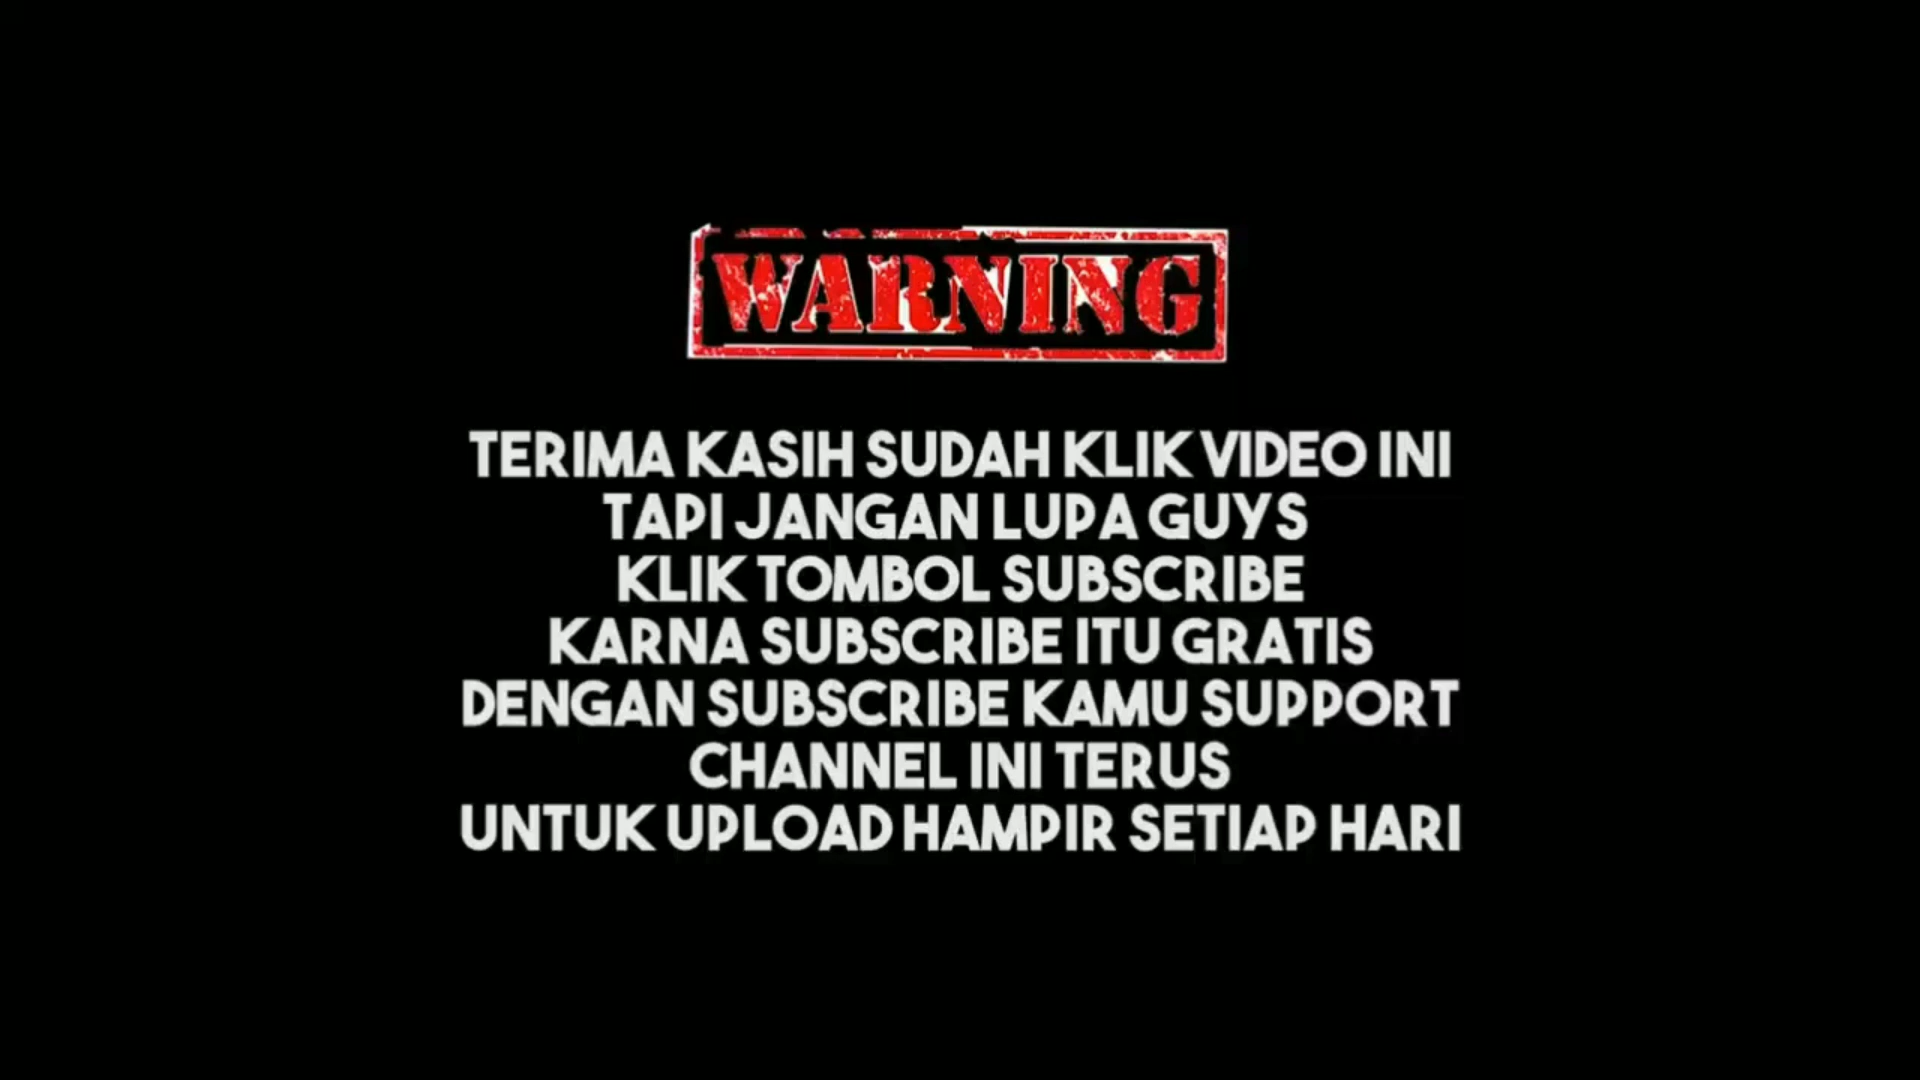 WARNING
TERIMA KASIH SUDAH KLIK VIDEO INI
TAPI JANGAN LUPA GUYS
KLIK TOMBOL SUBSCRIBE
KARNA SUBSCRIBE ITU GRATIS
DENGAN SUBSCRIBE KAMU SUPPORT
CHANNEL INI TERUS
UNTUK UPLOAD HAMPIR SETIAP HARI